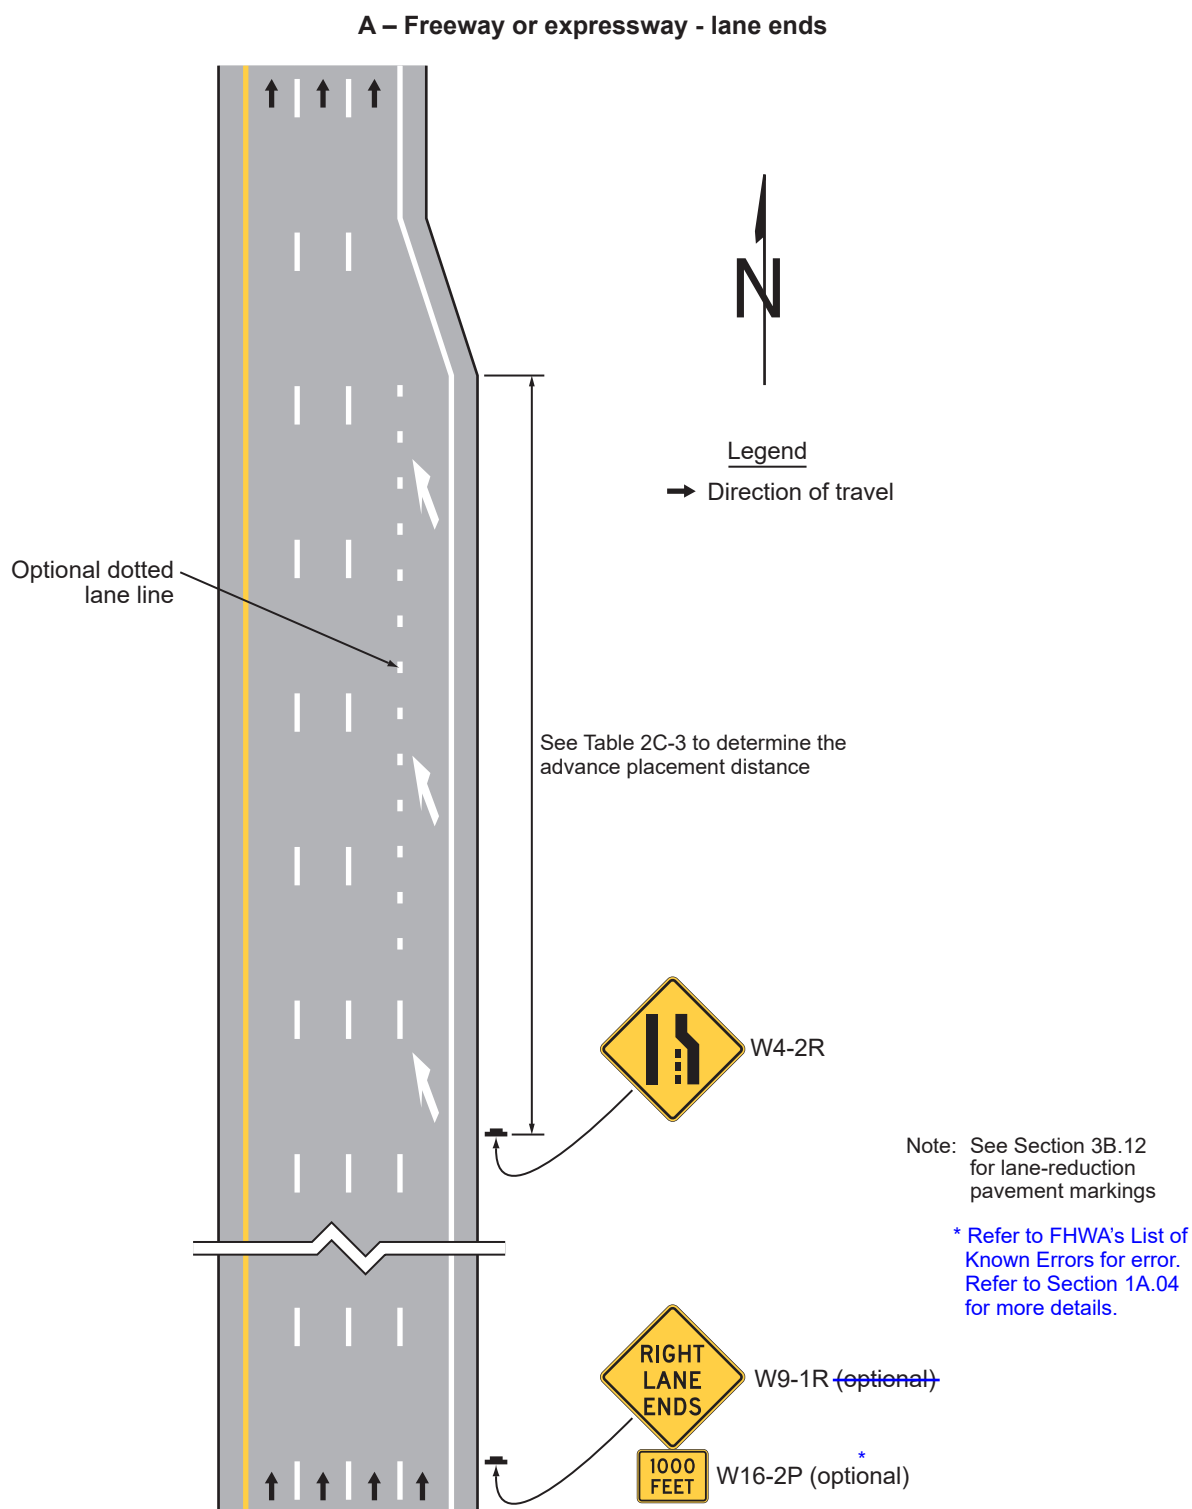 A – Freeway or expressway - lane ends
N
Legend
Direction of travel
Optional dotted
lane line
See Table 2C-3 to determine the
advance placement distance
W4-2R
Note: See Section 3B.12
for lane-reduction
pavement markings
* Refer to FHWA's List of
Known Errors for error.
Refer to Section 1A.04
for more details.
RIGHT
LANE
ENDS
W9-1R (optional)
1000
FEET
*
W16-2P (optional)